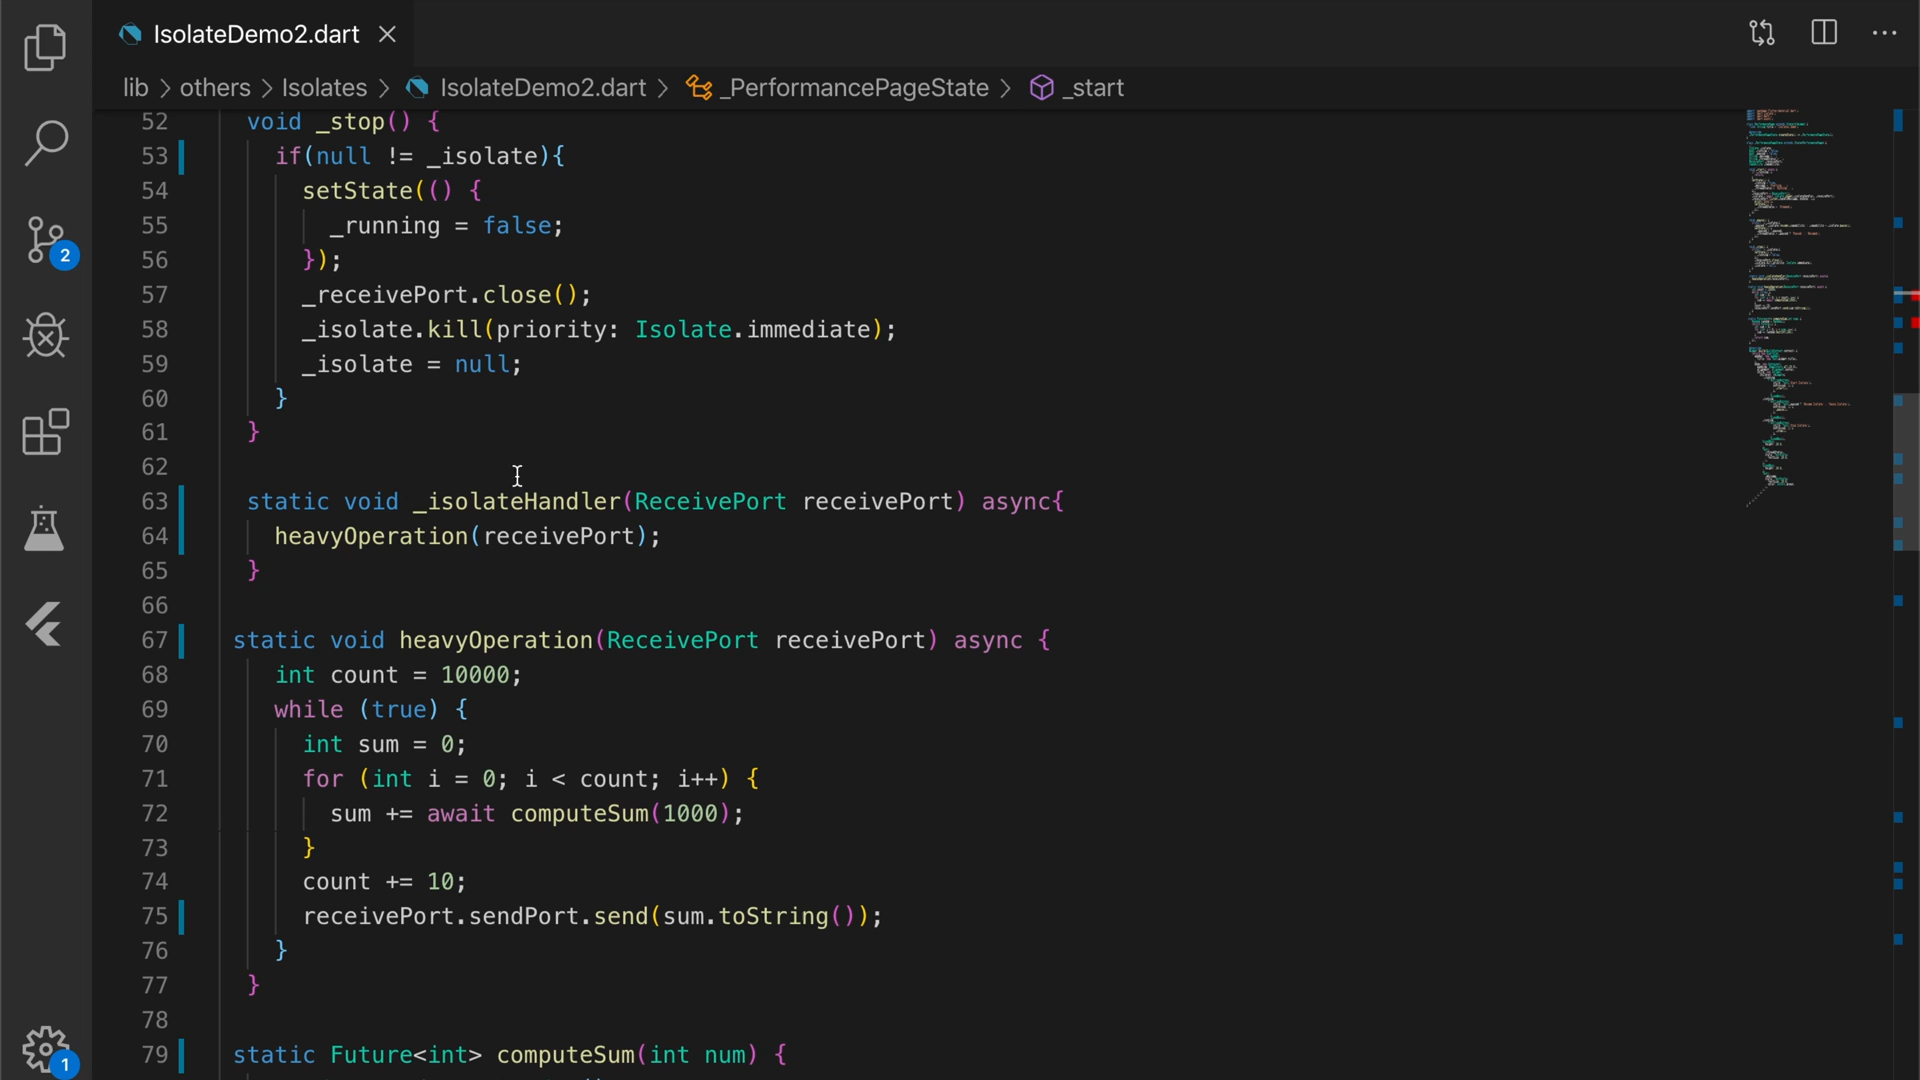 IsolateDemo2.dart
lib > others > Isolates > IsolateDemo2.dart > _PerformancePageState > _start
52 void _stop() {
53 if(null != _isolate){
54 setState(() {
55 _running = false;
56 });
57 _receivePort.close();
58 _isolate.kill(priority: Isolate.immediate);
59 _isolate = null;
60 }
61 }
62
63 static void _isolateHandler(ReceivePort receivePort) async{
64 heavyOperation(receivePort);
65 }
66
67 static void heavyOperation(ReceivePort receivePort) async {
68 int count = 10000;
69 while (true) {
70 int sum = 0;
71 for (int i = 0; i < count; i++) {
72 sum += await computeSum(1000);
73 }
74 count += 10;
75 receivePort.sendPort.send(sum.toString());
76 }
77 }
78
79 static Future<int> computeSum(int num) {
2
1